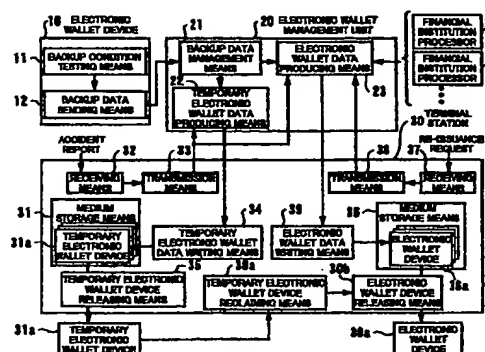 10
ELECTRONIC
WALLET DEVICE
11
BACKUP CONDITION
TESTING MEANS
12
BACKUP DATA
SENDING MEANS
21
20
ELECTRONIC WALLET
MANAGEMENT UNIT
BACKUP DATA
MANAGEMENT
MEANS
ELECTRONIC
WALLET DATA
PRODUCING MEANS
22
TEMPORARY
ELECTRONIC
WALLET DATA
PRODUCING MEANS
23
FINANCIAL
INSTITUTION
PROCESSOR
FINANCIAL
INSTITUTION
PROCESSOR
TERMINAL
STATION
30
ACCIDENT
REPORT
32
33
RECEIVING
MEANS
TRANSMISSION
MEANS
RE-ISSUANCE
REQUEST
38
37
TRANSMISSION
MEANS
RECEIVING
MEANS
31
MEDIUM
STORAGE MEANS
31a
TEMPORARY
ELECTRONIC
WALLET DEVICE
34
TEMPORARY
ELECTRONIC WALLET
DATA WRITING MEANS
39
ELECTRONIC
WALLET DATA
WRITING MEANS
36
MEDIUM
STORAGE MEANS
ELECTRONIC
WALLET
DEVICE
36a
35
TEMPORARY ELECTRONIC
WALLET DEVICE
RELEASING MEANS
30a
TEMPORARY
ELECTRONIC WALLET DEVICE
RECLAIMING MEANS
30b
ELECTRONIC
WALLET DEVICE
RELEASING MEANS
31a
TEMPORARY
ELECTRONIC
WALLET DEVICE
36a
ELECTRONIC
WALLET
DEVICE